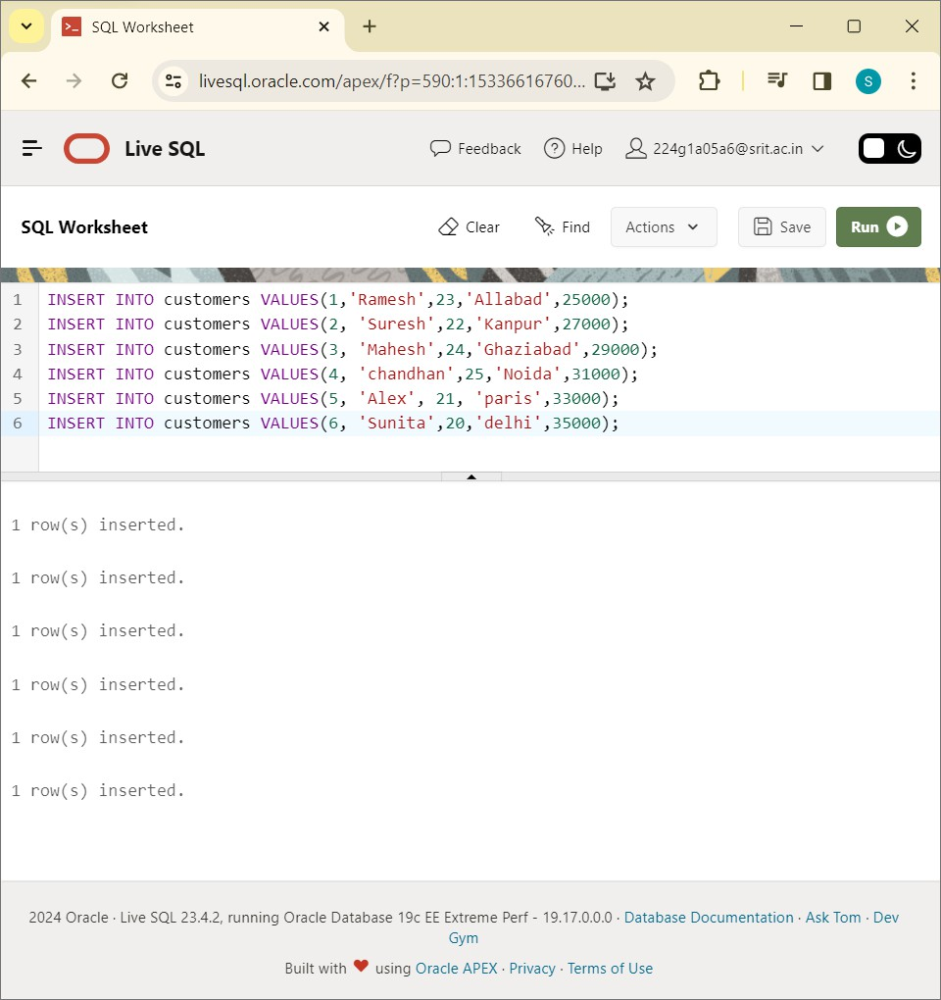 SQL Worksheet
livesql.oracle.com/apex/f?p=590:1:15336616760...
S
Live SQL
Feedback
Help
224g1a05a6@srit.ac.in
SQL Worksheet
Clear
Find
Actions
Save
Run
1 INSERT INTO customers VALUES(1,'Ramesh',23,'Allabad',25000);
2 INSERT INTO customers VALUES(2, 'Suresh',22,'Kanpur',27000);
3 INSERT INTO customers VALUES(3, 'Mahesh',24,'Ghaziabad',29000);
4 INSERT INTO customers VALUES(4, 'chandhan',25,'Noida',31000);
5 INSERT INTO customers VALUES(5, 'Alex', 21, 'paris',33000);
6 INSERT INTO customers VALUES(6, 'Sunita',20,'delhi',35000);
1 row(s) inserted.
1 row(s) inserted.
1 row(s) inserted.
1 row(s) inserted.
1 row(s) inserted.
1 row(s) inserted.
2024 Oracle · Live SQL 23.4.2, running Oracle Database 19c EE Extreme Perf - 19.17.0.0.0 · Database Documentation · Ask Tom · Dev
Gym
Built with ❤ using Oracle APEX · Privacy · Terms of Use